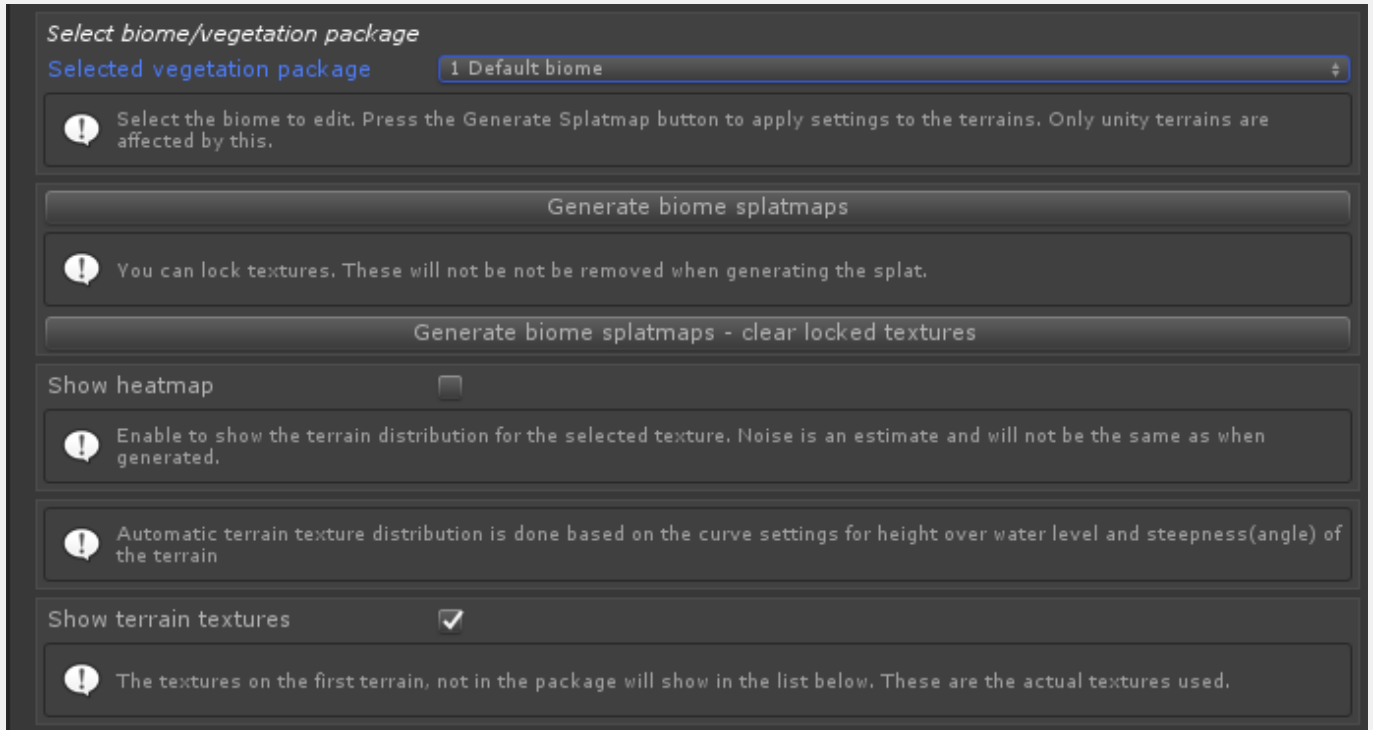 Select biome/vegetation package
Selected vegetation package
1 Default biome
Select the biome to edit. Press the Generate Splatmap button to apply settings to the terrains. Only unity terrains are
affected by this.
Generate biome splatmaps
You can lock textures. These will not be not be removed when generating the splat.
Generate biome splatmaps - clear locked textures
Show heatmap
Enable to show the terrain distribution for the selected texture. Noise is an estimate and will not be the same as when
generated.
Automatic terrain texture distribution is done based on the curve settings for height over water level and steepness(angle) of
the terrain
Show terrain textures
The textures on the first terrain, not in the package will show in the list below. These are the actual textures used.